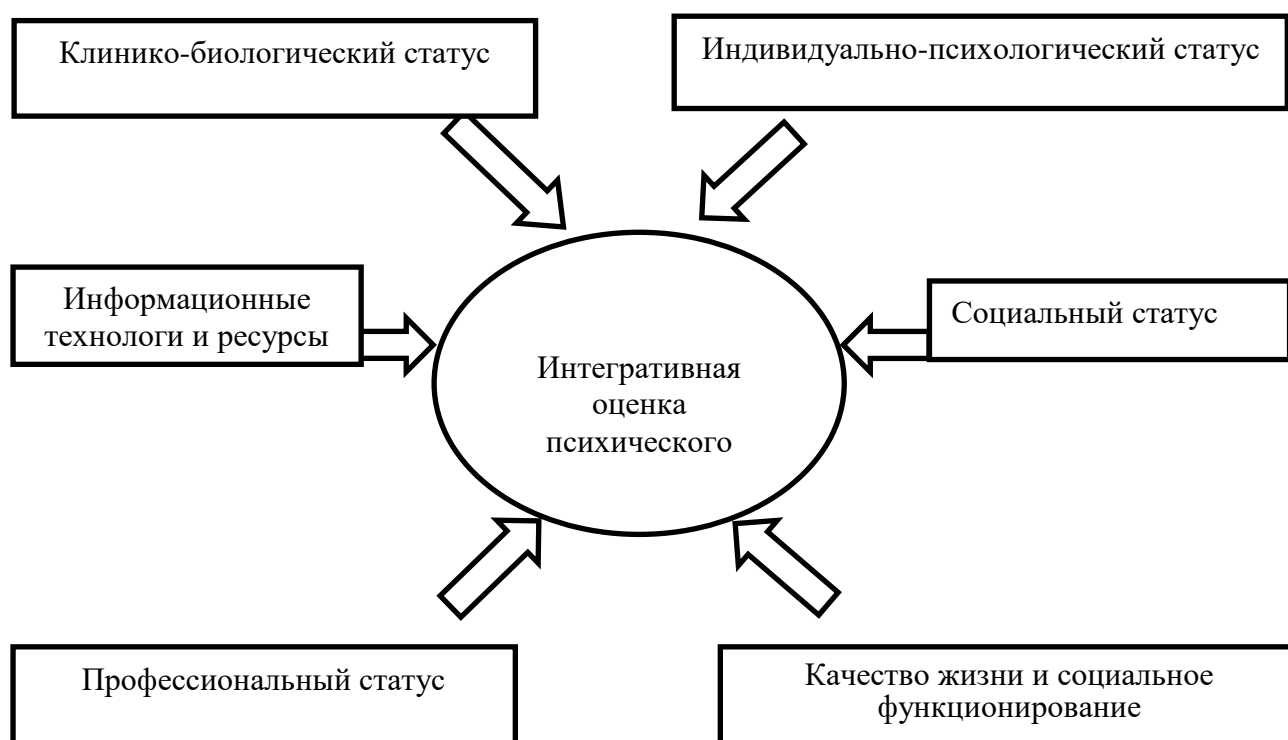 Клинико-биологический статус
Индивидуально-психологический статус
Информационные
технологи и ресурсы
Социальный статус
Интегративная
оценка
психического
Профессиональный статус
Качество жизни и социальное
функционирование